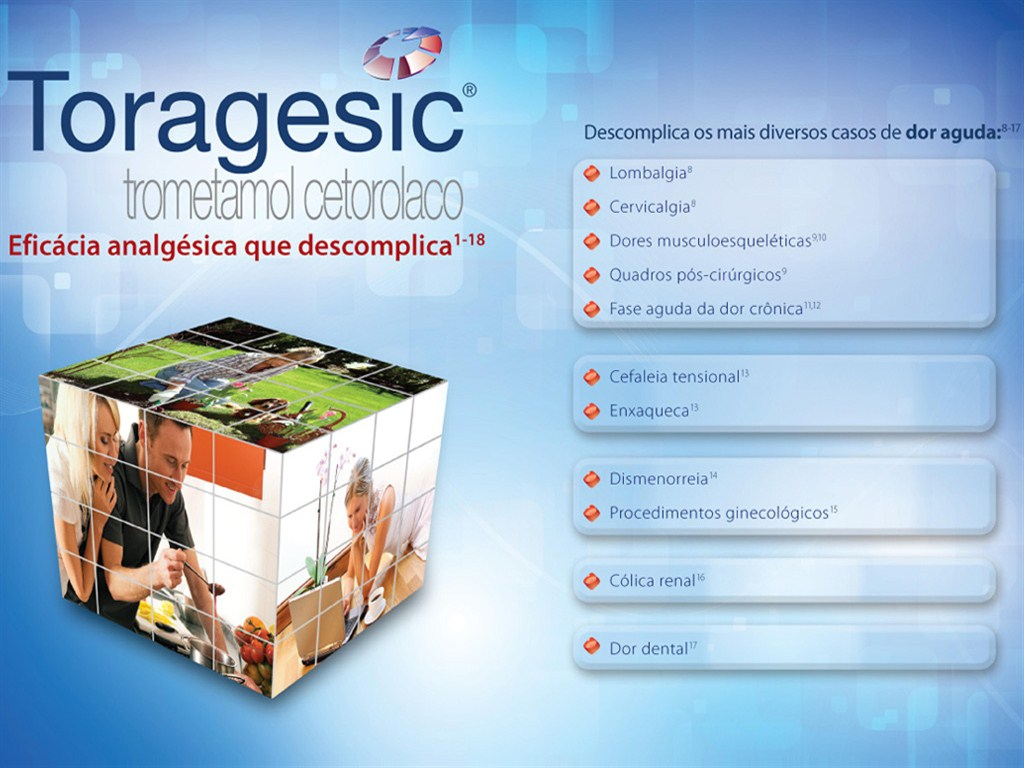 Toragesic®
trometamol cetorolaco
Eficácia analgésica que descomplica1-18
Descomplica os mais diversos casos de dor aguda:8-17
Lombalgia8
Cervicalgia8
Dores musculoesqueléticas9,10
Quadros pós-cirúrgicos9
Fase aguda da dor crônica11,12
Cefaleia tensional13
Enxaqueca13
Dismenorreia14
Procedimentos ginecológicos15
Cólica renal16
Dor dental17